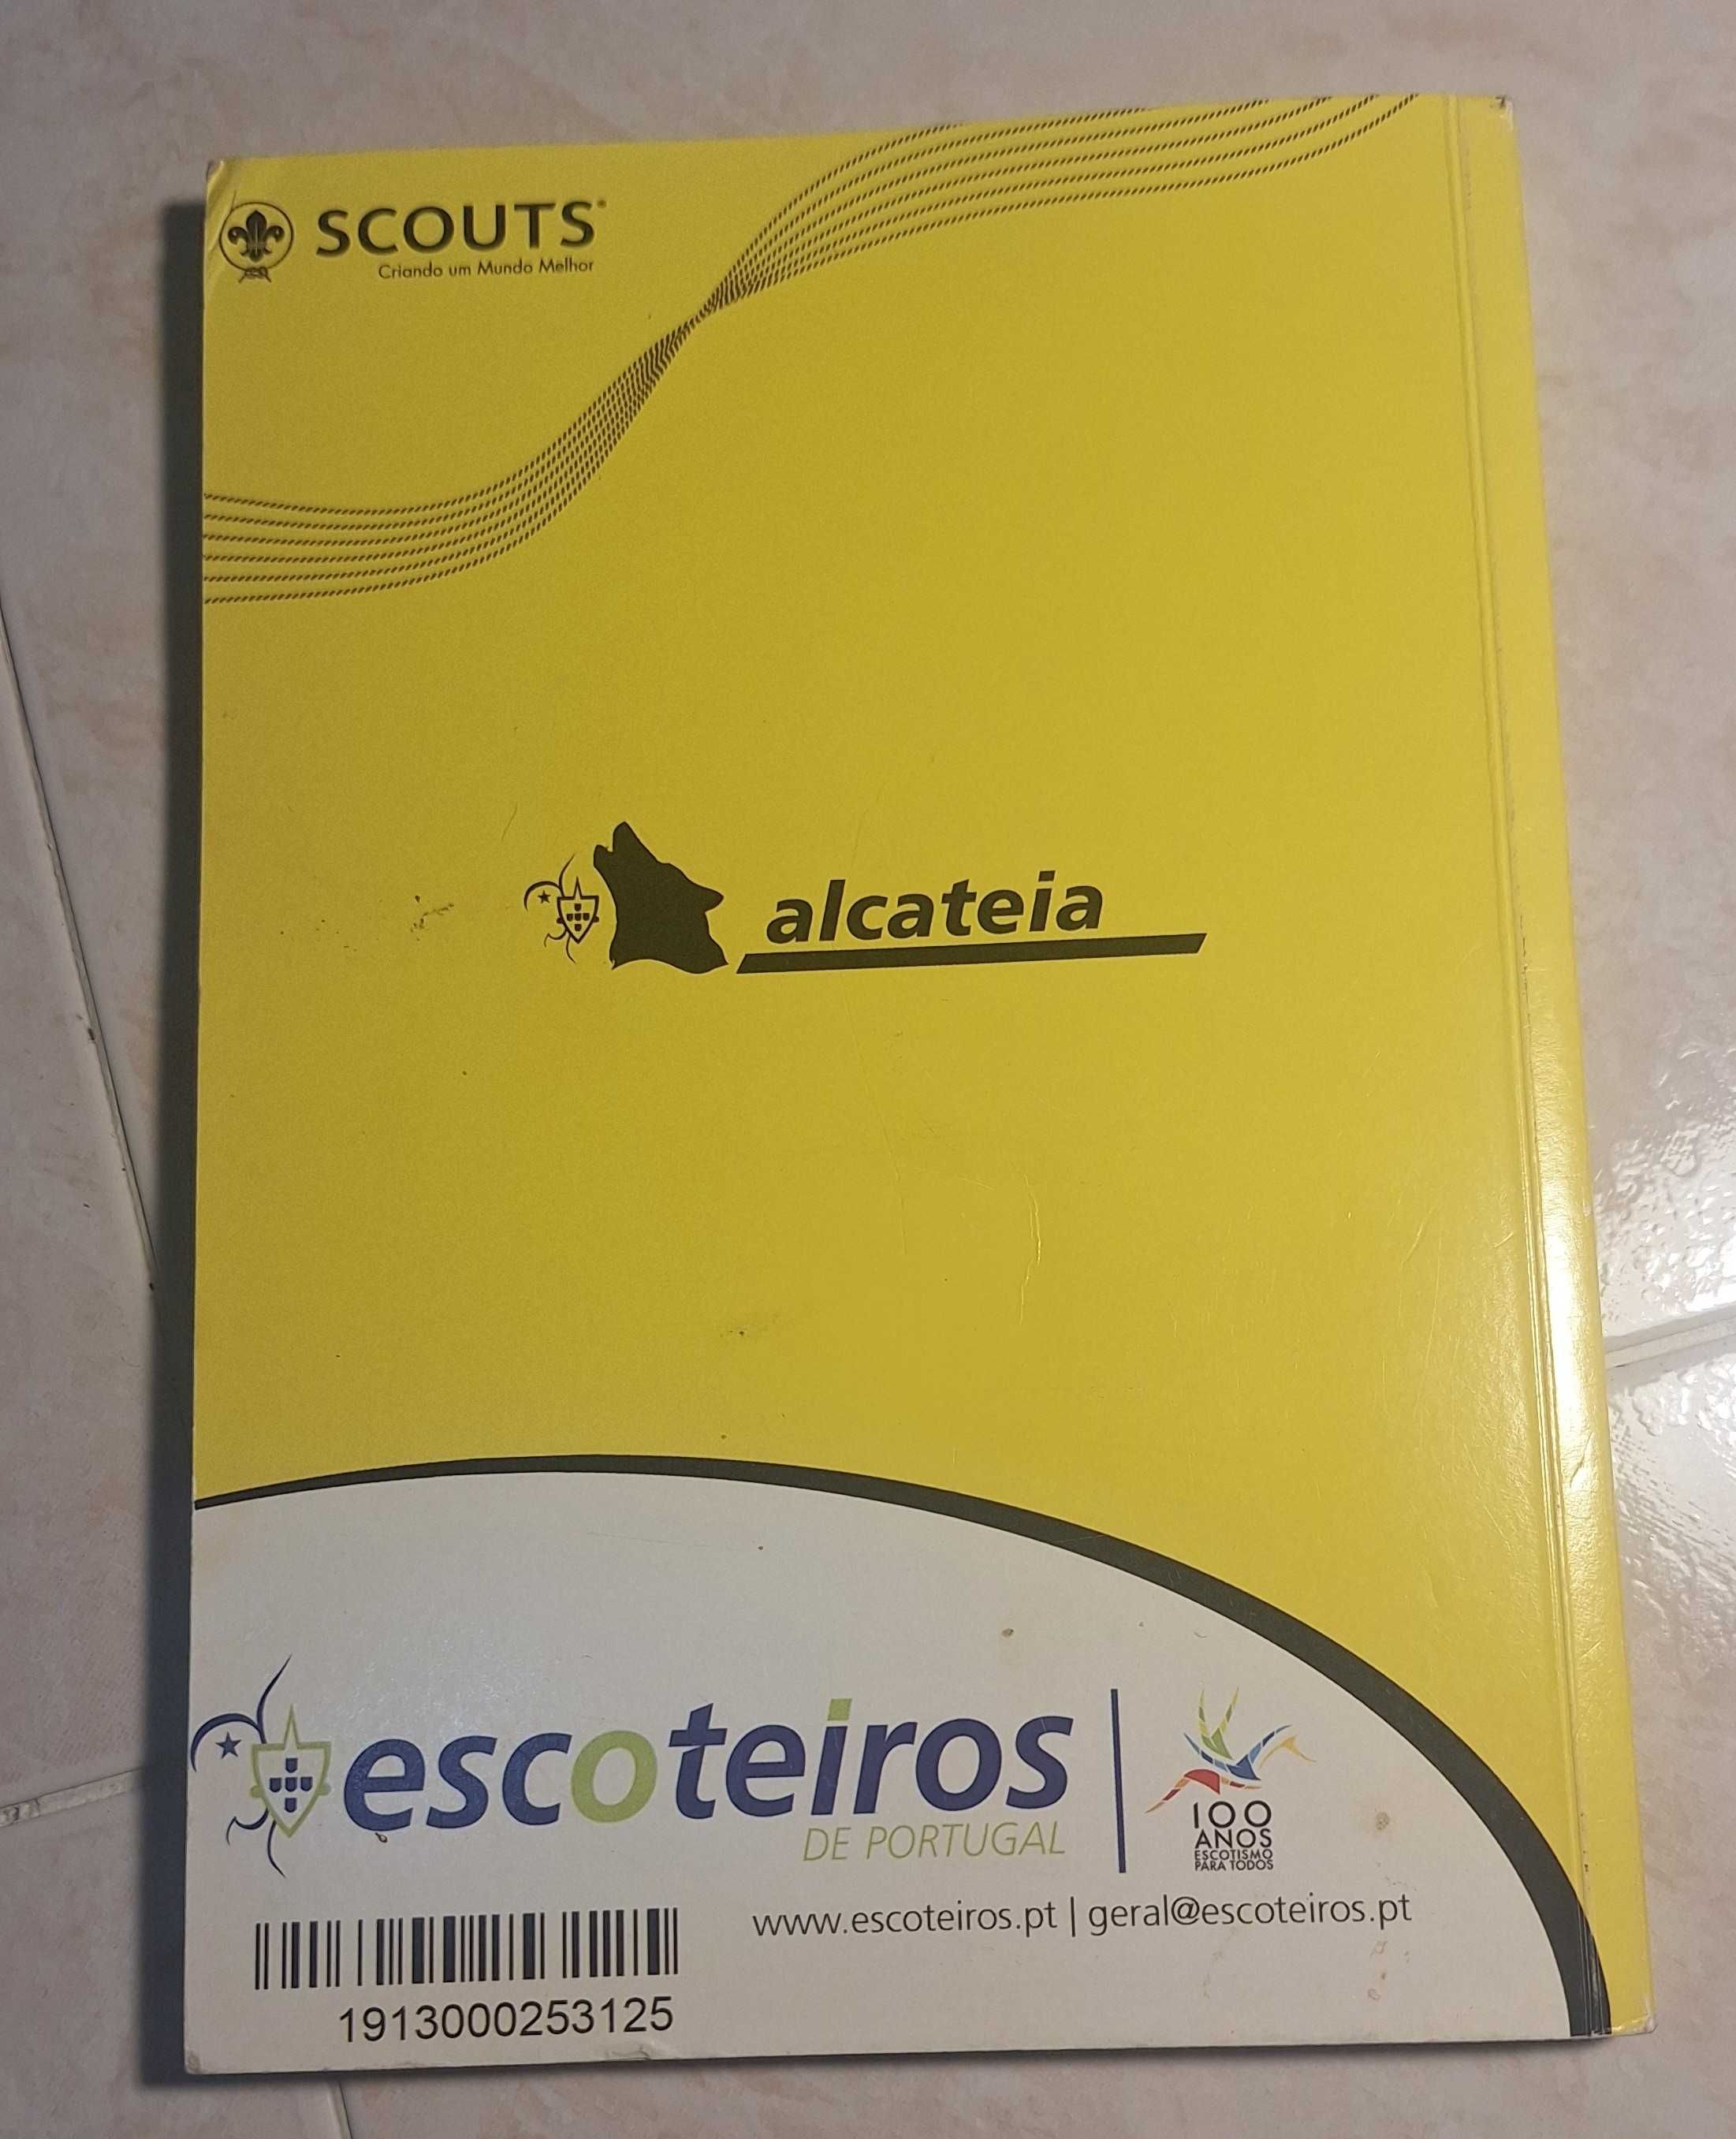 SCOUTS®
Criando um Mundo Melhor
alcateia
escoteiros
DE PORTUGAL
100
ANOS
ESCOTISMO
PARA TODOS
www.escoteiros.pt | geral@escoteiros.pt
1913000253125